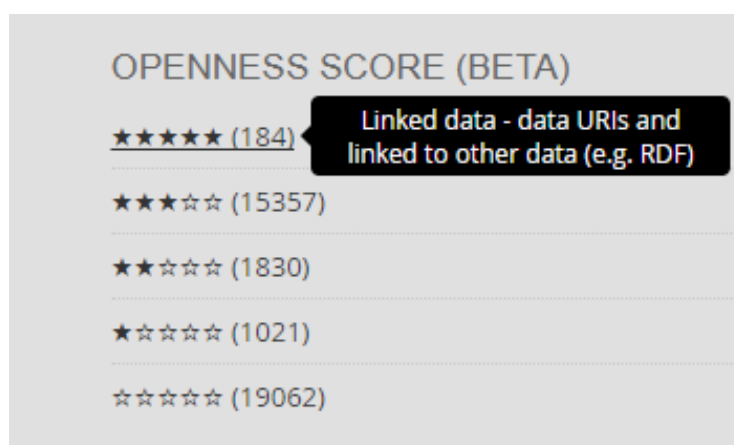 OPENNESS SCORE (BETA)
★★★★★ (184)
Linked data - data URIs and
linked to other data (e.g. RDF)
★★★☆☆ (15357)
★★☆☆☆ (1830)
★☆☆☆☆ (1021)
☆☆☆☆☆ (19062)